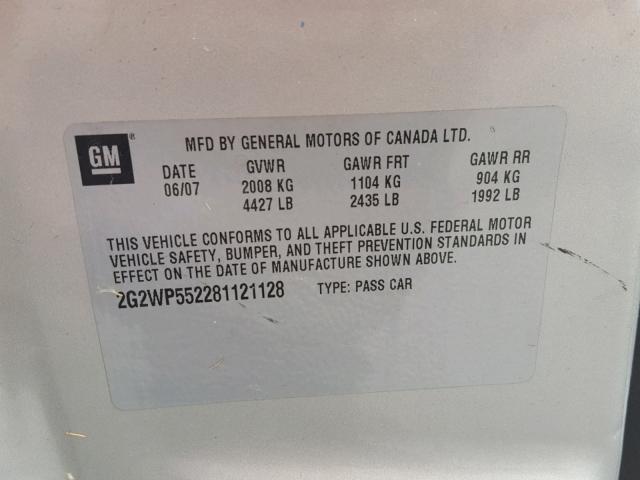 GM®
MFD BY GENERAL MOTORS OF CANADA LTD.
DATE GVWR GAWR FRT GAWR RR
06/07 2008 KG 1104 KG 904 KG
4427 LB 2435 LB 1992 LB
THIS VEHICLE CONFORMS TO ALL APPLICABLE U.S. FEDERAL MOTOR
VEHICLE SAFETY, BUMPER, AND THEFT PREVENTION STANDARDS IN
EFFECT ON THE DATE OF MANUFACTURE SHOWN ABOVE.
2G2WP552281121128 TYPE: PASS CAR